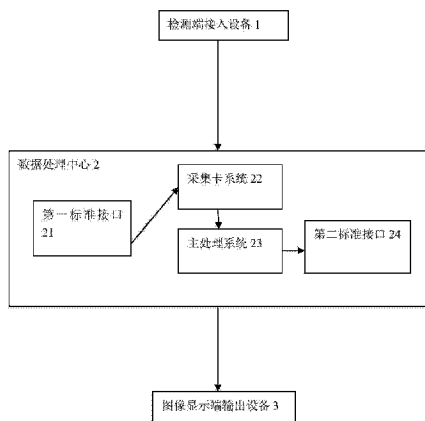 检测端接入设备 1
数据处理中心 2
采集卡系统 22
第一标准接口
21
主处理系统 23
第二标准接口 24
图像显示端输出设备 3